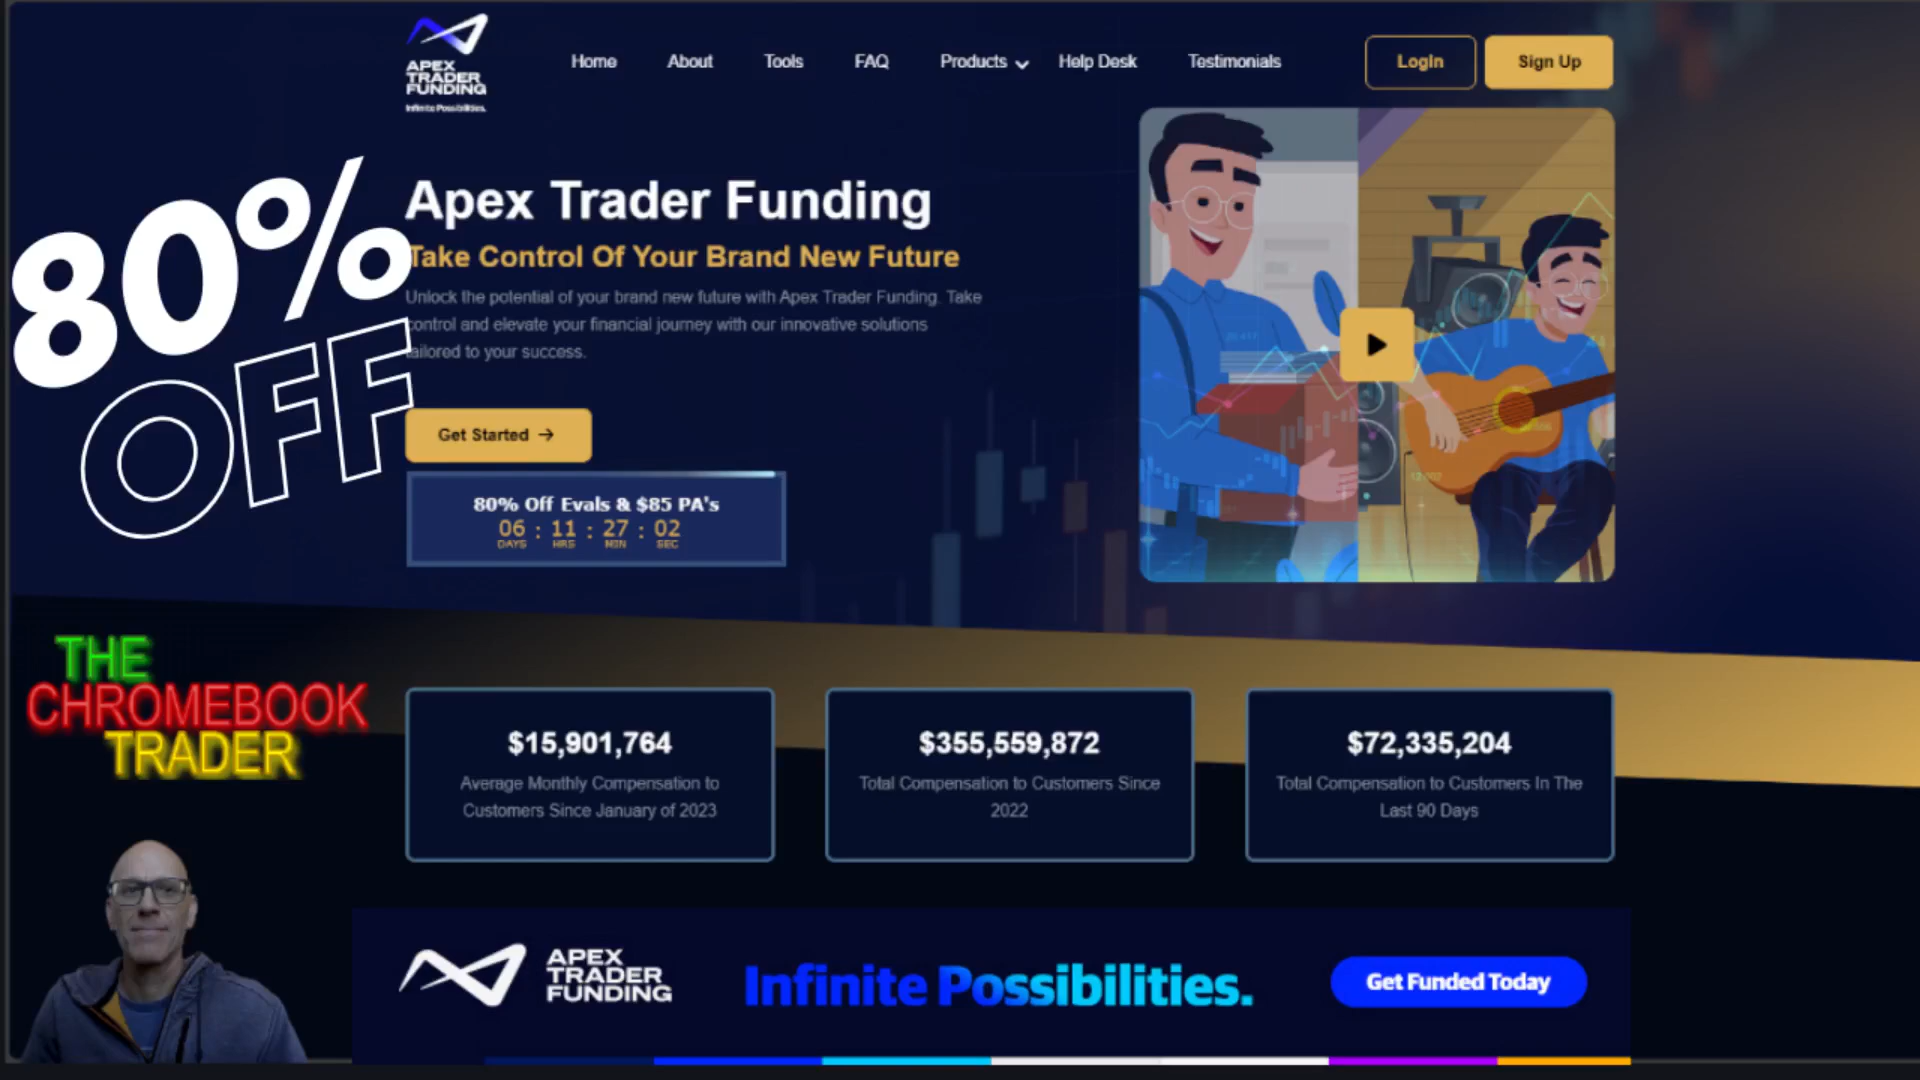 APEX
TRADER
FUNDING
Infinite Possibilities.
Home
About
Tools
FAQ
Products
Help Desk
Testimonials
LogIn
Sign Up
80%
OFF
Apex Trader Funding
Take Control Of Your Brand New Future
Unlock the potential of your brand new future with Apex Trader Funding. Take
control and elevate your financial journey with our innovative solutions
tailored to your success.
Get Started →
80% Off Evals & $85 PA's
06 : 11 : 27 : 02
DAYS HRS MIN SEC
THE
CHROMEBOOK
TRADER
$15,901,764
Average Monthly Compensation to
Customers Since January of 2023
$355,559,872
Total Compensation to Customers Since
2022
$72,335,204
Total Compensation to Customers In The
Last 90 Days
APEX
TRADER
FUNDING
Infinite Possibilities.
Get Funded Today